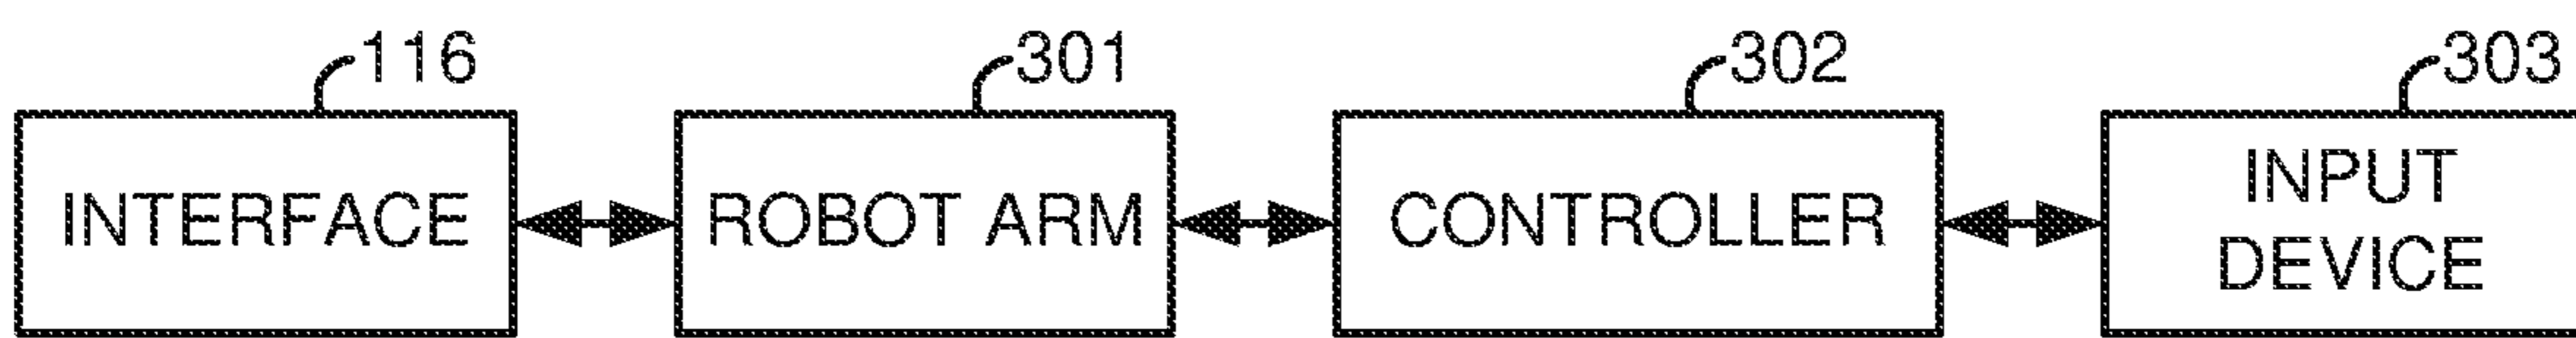 116
301
302
303
INTERFACE
ROBOT ARM
CONTROLLER
INPUT
DEVICE